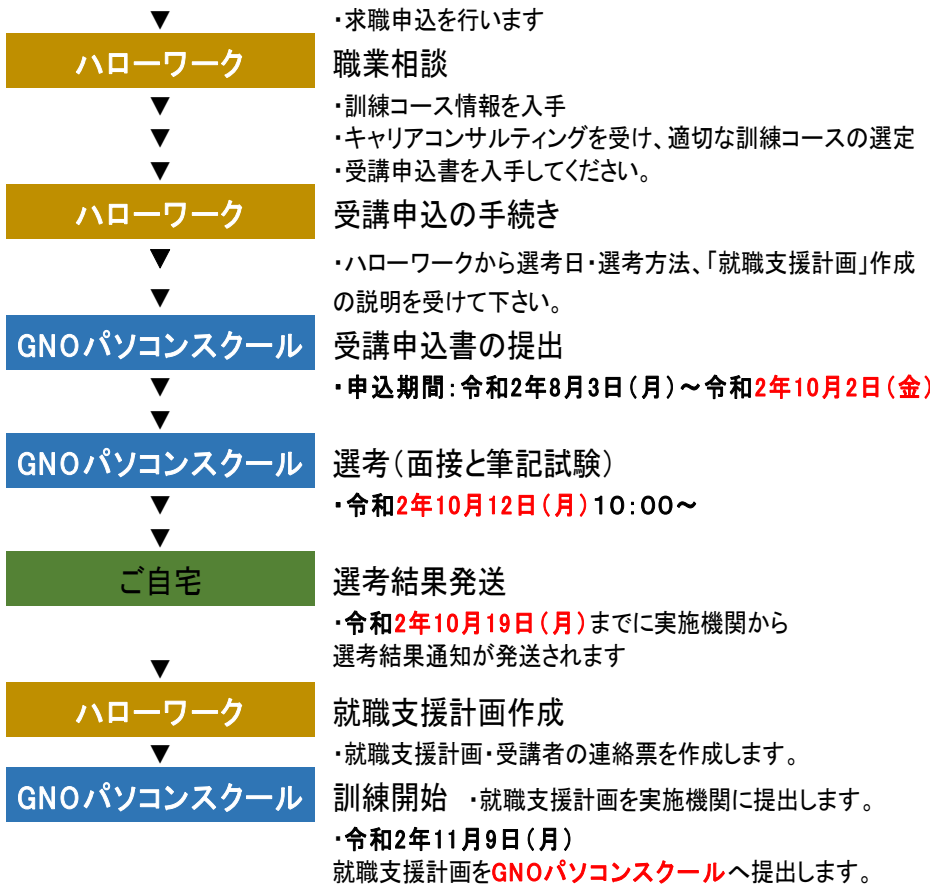 ▼ ・求職申込を行います
ハローワーク 職業相談
▼ ・訓練コース情報を入手
▼ ・キャリアコンサルティングを受け、適切な訓練コースの選定
▼ ・受講申込書を入手してください。
ハローワーク 受講申込の手続き
▼ ・ハローワークから選考日・選考方法、「就職支援計画」作成
▼ の説明を受けて下さい。
GNOパソコンスクール 受講申込書の提出
▼ ・申込期間:令和2年8月3日(月)~令和2年10月2日(金)
▼
GNOパソコンスクール 選考(面接と筆記試験)
▼ ・令和2年10月12日(月)10:00~
▼
ご自宅 選考結果発送
・令和2年10月19日(月)までに実施機関から
選考結果通知が発送されます
▼
ハローワーク 就職支援計画作成
▼ ・就職支援計画・受講者の連絡票を作成します。
GNOパソコンスクール 訓練開始 ・就職支援計画を実施機関に提出します。
・令和2年11月9日(月)
就職支援計画をGNOパソコンスクールへ提出します。